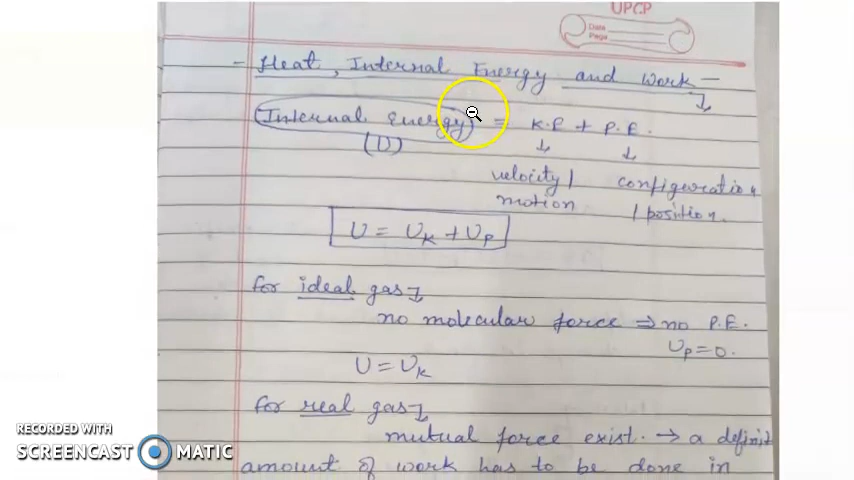 UPCP
Date
Page
- Heat, Internal Energy and Work -
(Internal Energy) = K.E + P.E.
(U)
velocity/ configuration
motion /position.
U = UK + UP
for ideal gas
no molecular force ⇒ no P.E.
UP = 0.
U = UK
for real gas
mutual force exist. → a definit
amount of work has to be done in
RECORDED WITH
SCREENCAST MATIC